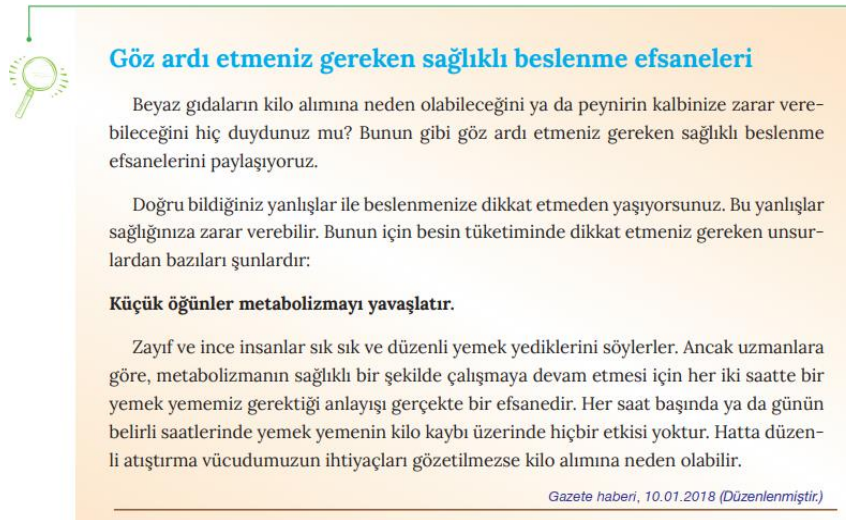 Göz ardı etmeniz gereken sağlıklı beslenme efsaneleri
Beyaz gıdaların kilo alımına neden olabileceğini ya da peynirin kalbinize zarar vere-
bileceğini hiç duydunuz mu? Bunun gibi göz ardı etmeniz gereken sağlıklı beslenme
efsanelerini paylaşıyoruz.
Doğru bildiğiniz yanlışlar ile beslenmenize dikkat etmeden yaşıyorsunuz. Bu yanlışlar
sağlığınıza zarar verebilir. Bunun için besin tüketiminde dikkat etmeniz gereken unsur-
lardan bazıları şunlardır:
Küçük öğünler metabolizmayı yavaşlatır.
Zayıf ve ince insanlar sık sık ve düzenli yemek yediklerini söylerler. Ancak uzmanlara
göre, metabolizmanın sağlıklı bir şekilde çalışmaya devam etmesi için her iki saatte bir
yemek yememiz gerektiği anlayışı gerçekte bir efsanedir. Her saat başında ya da günün
belirli saatlerinde yemek yemenin kilo kaybı üzerinde hiçbir etkisi yoktur. Hatta düzen-
li atıştırma vücudumuzun ihtiyaçları gözetilmezse kilo alımına neden olabilir.
Gazete haberi, 10.01.2018 (Düzenlenmiştir.)